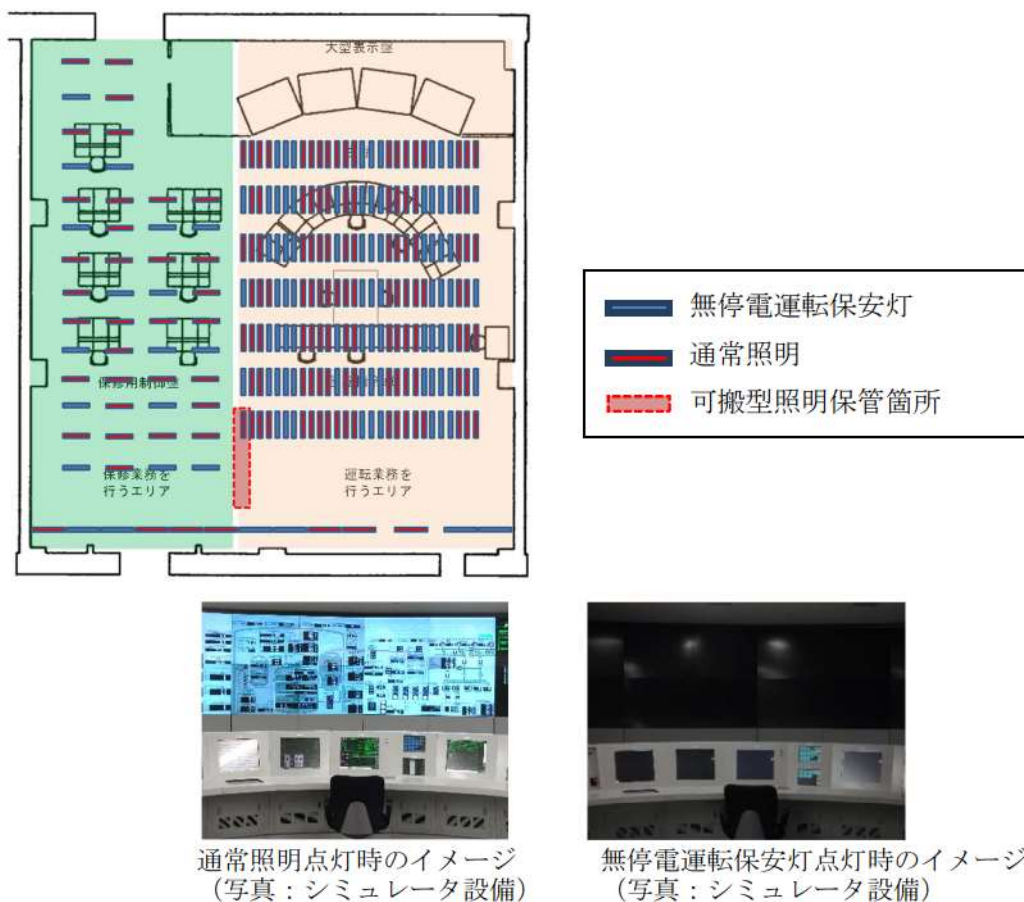 大型表示盤
無停電運転保安灯
通常照明
可搬型照明保管箇所
保修用制御盤
保修業務を
行うエリア
運転業務を
行うエリア
通常照明点灯時のイメージ
(写真:シミュレータ設備)
無停電運転保安灯点灯時のイメージ
(写真:シミュレータ設備)